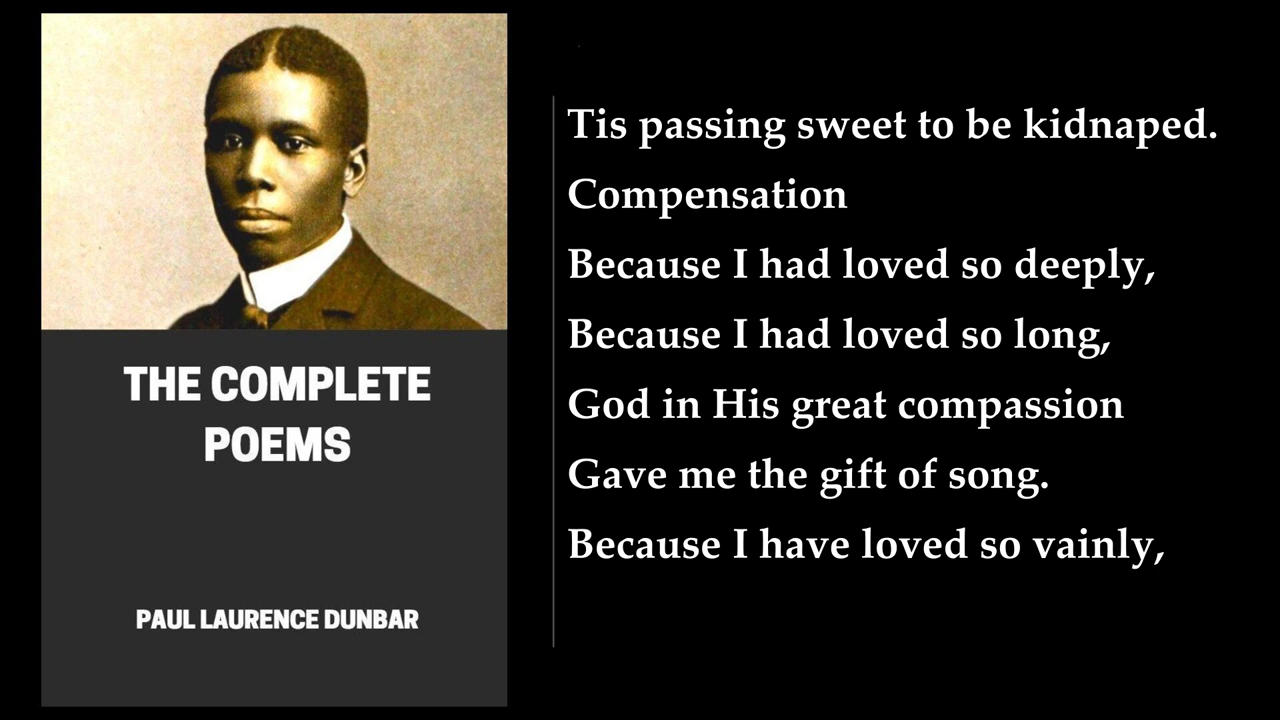 THE COMPLETE
POEMS
PAUL LAURENCE DUNBAR
Tis passing sweet to be kidnaped.
Compensation
Because I had loved so deeply,
Because I had loved so long,
God in His great compassion
Gave me the gift of song.
Because I have loved so vainly,